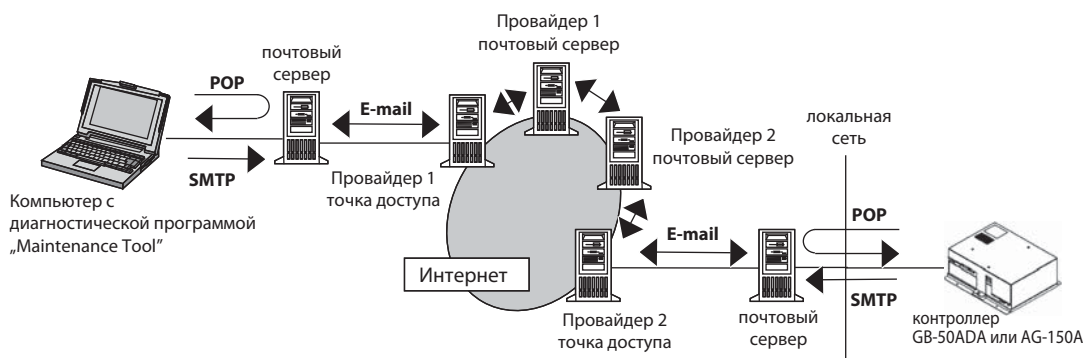 Провайдер 1
почтовый сервер
почтовый
сервер
POP
E-mail
SMTP
Провайдер 1
точка доступа
Компьютер с
диагностической программой
„Maintenance Tool”
Провайдер 2
почтовый сервер
локальная
сеть
Интернет
E-mail
POP
SMTP
Провайдер 2
точка доступа
почтовый
сервер
контроллер
GB-50ADA или AG-150A